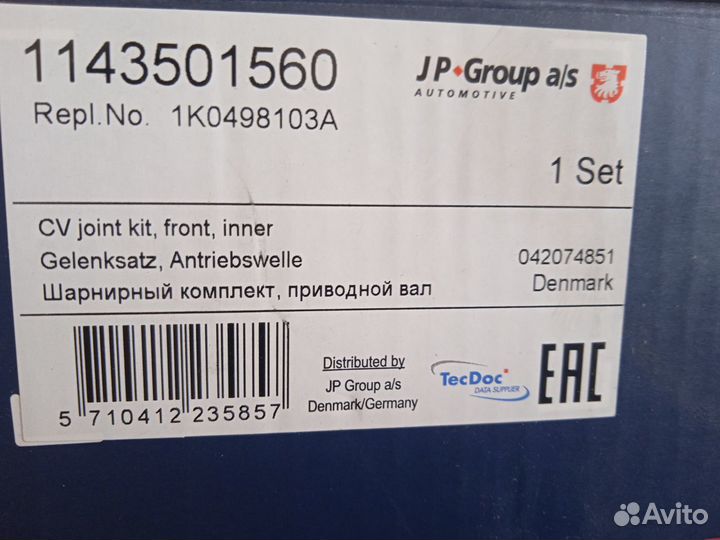 1143501560
JP Group a/s
AUTOMOTIVE
Repl.No. 1K0498103A
1 Set
CV joint kit, front, inner
Gelenksatz, Antriebswelle
042074851
Шарнирный комплект, приводной вал
Denmark
5 710412 235857
Distributed by
JP Group a/s
Denmark/Germany
TecDoc
DATA SUPPLIER
EAC
Avito